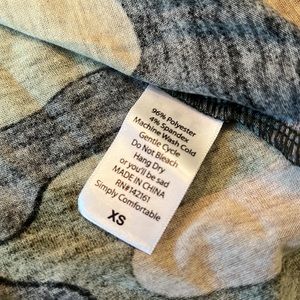 96% Polyester
4% Spandex
Machine Wash Cold
Gentle Cycle
Do Not Bleach
Hang Dry
or you'll be sad
MADE IN CHINA
RN#142161
Simply Comfortable
XS